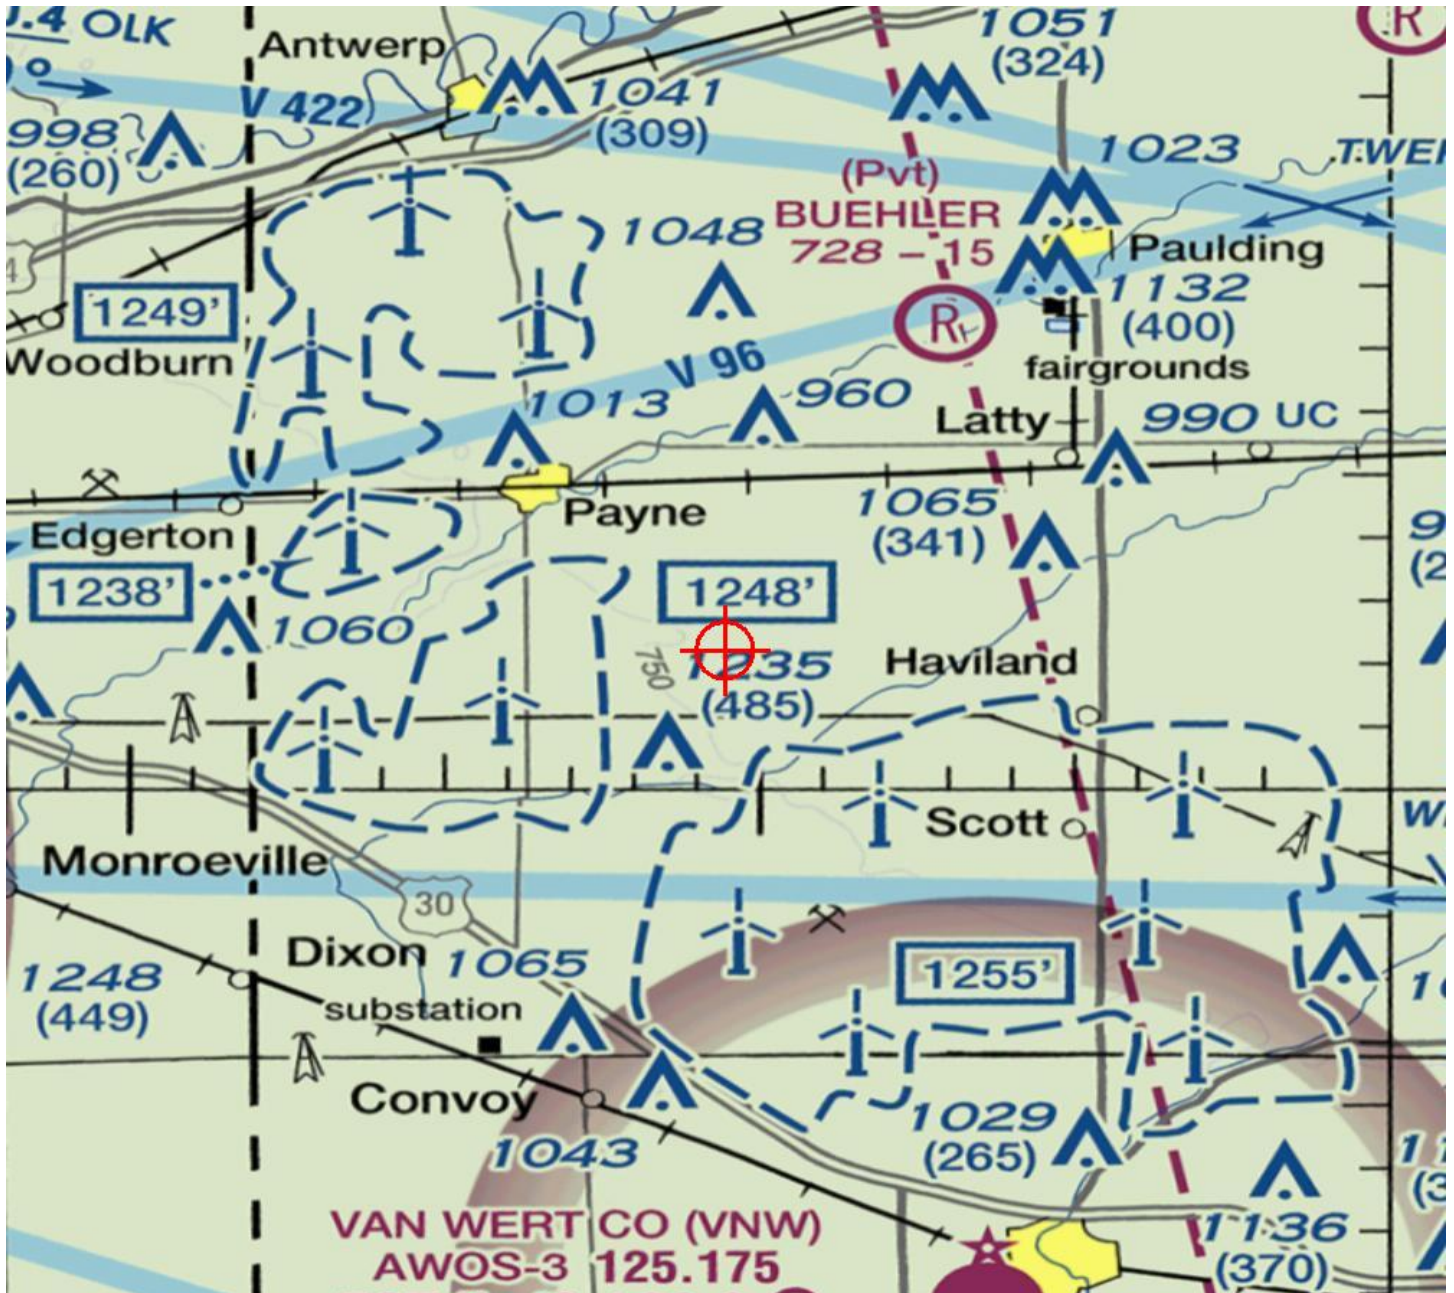 0.4 OLK
Antwerp
1051
(324)
R
V 422
1041
(309)
998
(260)
1023
TWE
(Pvt)
BUEHLER
728 – 15
1048
Paulding
1249'
1132
(400)
R
Woodburn
V 96
fairgrounds
1013
960
Latty
990 UC
Edgerton
Payne
1065
(341)
1238'
1248'
1060
750
1235
(485)
Haviland
Scott
Monroeville
30
Dixon
1065
1248
(449)
substation
1255'
Convoy
1043
1029
(265)
VAN WERT CO (VNW)
AWOS-3 125.175
1136
(370)